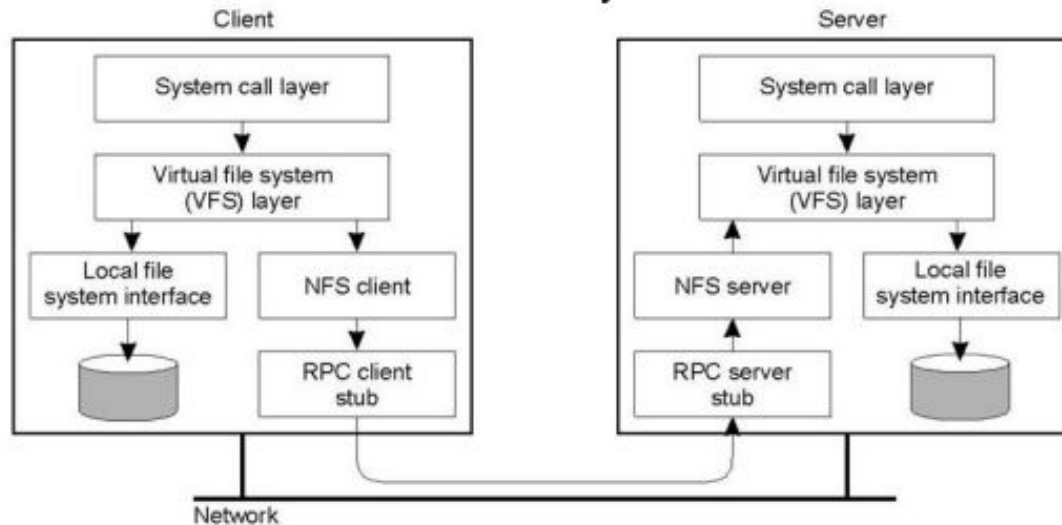 Client
System call layer
Virtual file system
(VFS) layer
Local file
system interface
NFS client
RPC client
stub
Server
System call layer
Virtual file system
(VFS) layer
NFS server
Local file
system interface
RPC server
stub
Network